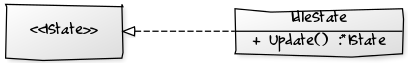 <<IState>>
IdleState
+ Update() :*IState